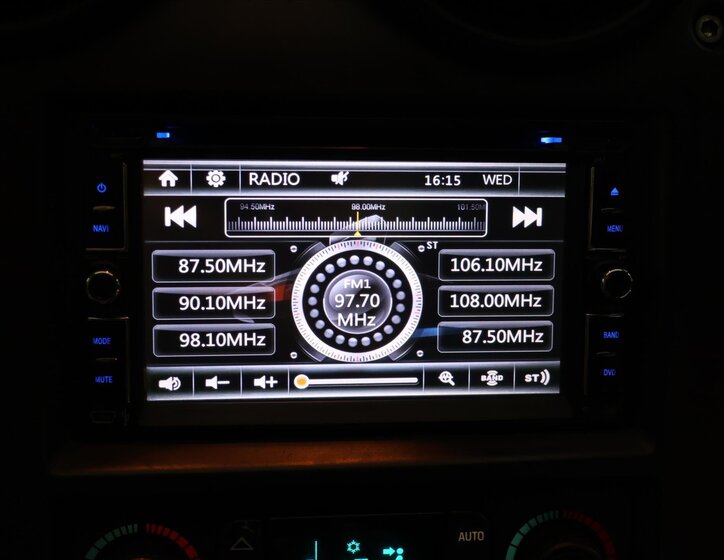 RADIO 16:15 WED
NAVI
MENU
94.50MHz 98.00MHz 101.50M
ST
87.50MHz
90.10MHz
98.10MHz
FM1
97.70
MHz
106.10MHz
108.00MHz
87.50MHz
MODE
MUTE
BAND
DVD
BAND
ST
AUTO